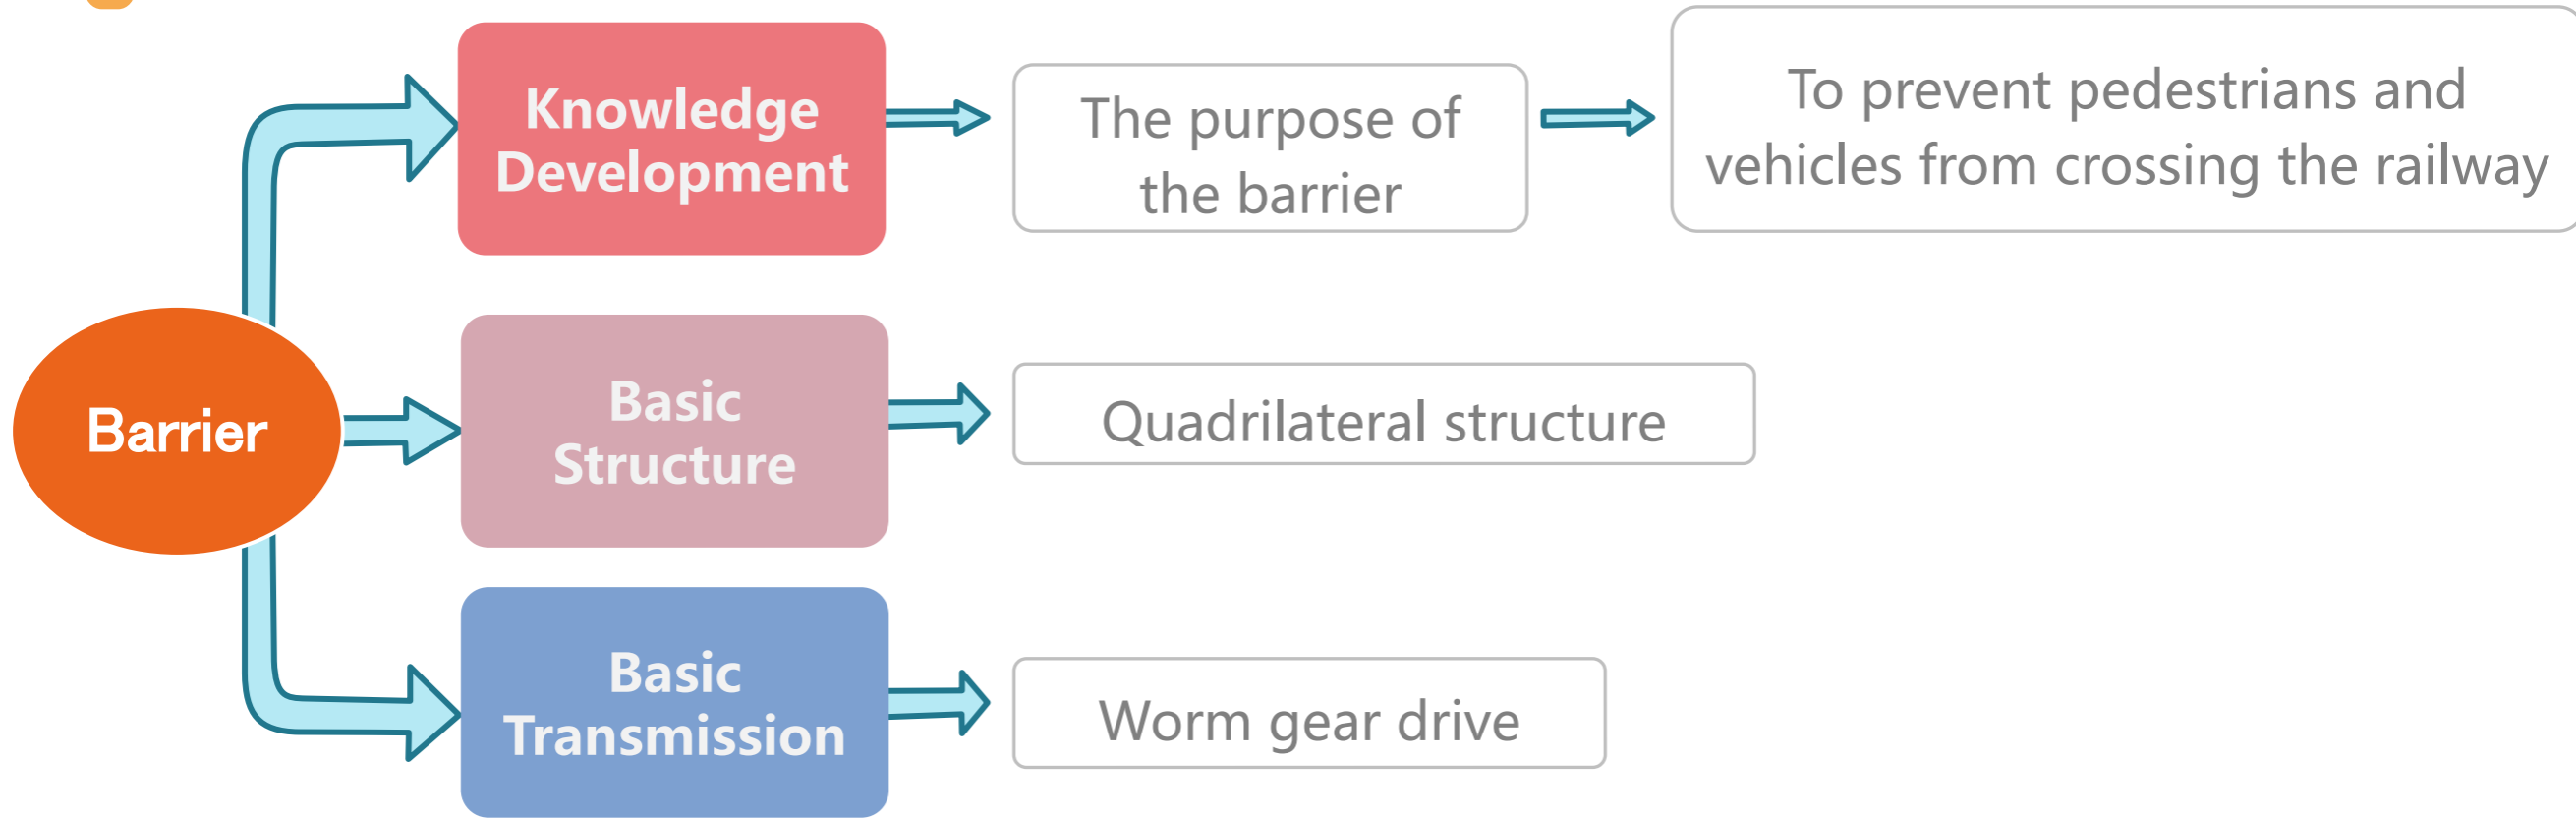 Barrier
Knowledge
Development
The purpose of
the barrier
To prevent pedestrians and
vehicles from crossing the railway
Basic
Structure
Quadrilateral structure
Basic
Transmission
Worm gear drive